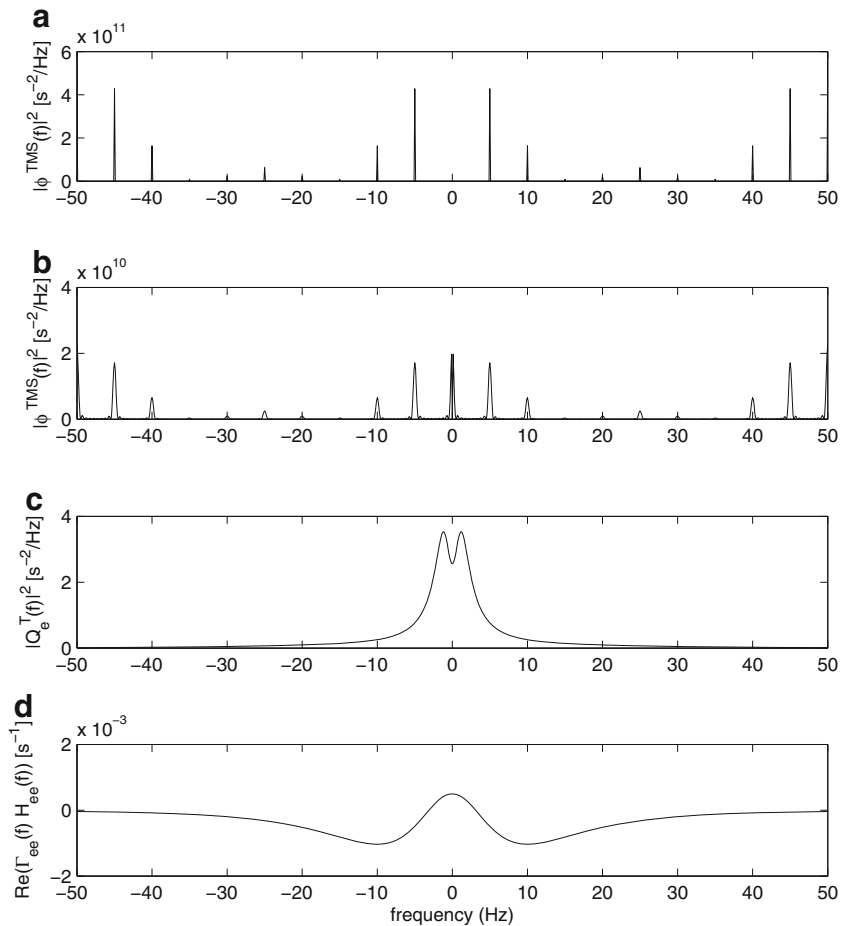 a
x 10^11
|ϕ^TMS(f)|^2 [s^−2/Hz]
6
4
2
0
−50 −40 −30 −20 −10 0 10 20 30 40 50
b
x 10^10
|ϕ^TMS(f)|^2 [s^−2/Hz]
4
2
0
−50 −40 −30 −20 −10 0 10 20 30 40 50
c
|Q_e^T(f)|^2 [s^−2/Hz]
4
2
0
−50 −40 −30 −20 −10 0 10 20 30 40 50
d
x 10^−3
Re(Γ_ee(f) H_ee(f)) [s^−1]
2
0
−2
−50 −40 −30 −20 −10 0 10 20 30 40 50
frequency (Hz)